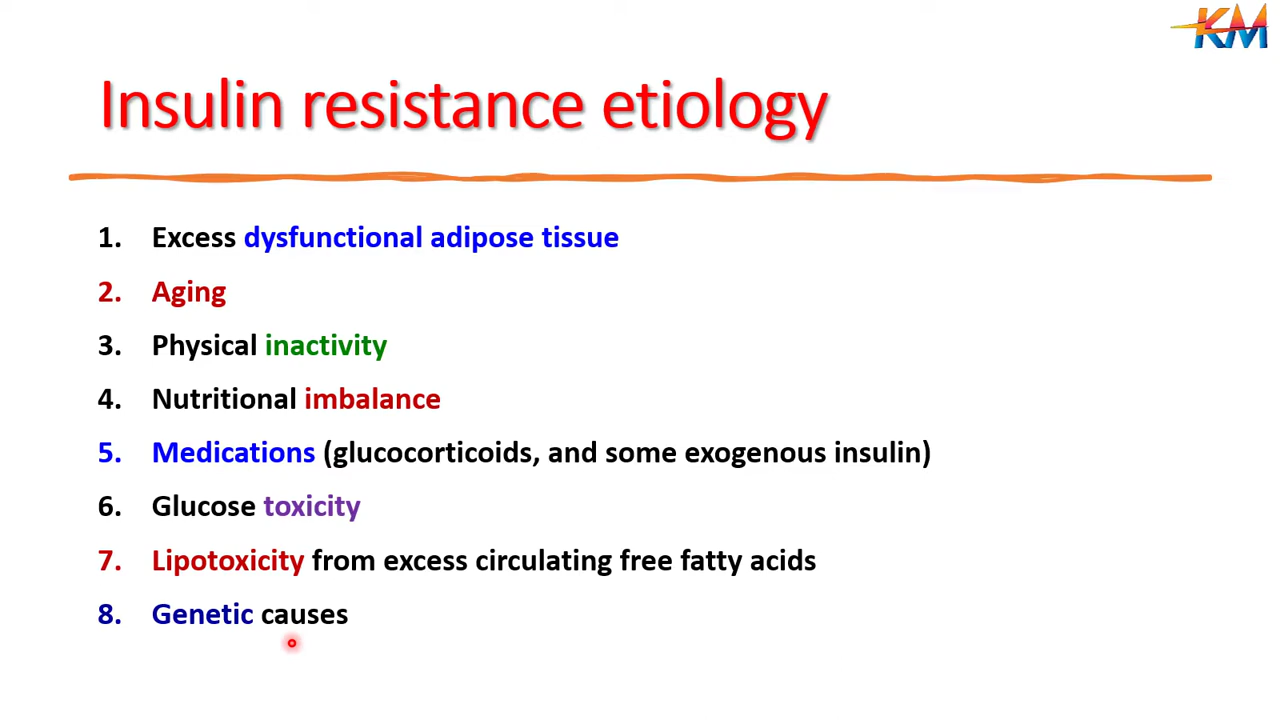 KM
Insulin resistance etiology
1. Excess dysfunctional adipose tissue
2. Aging
3. Physical inactivity
4. Nutritional imbalance
5. Medications (glucocorticoids, and some exogenous insulin)
6. Glucose toxicity
7. Lipotoxicity from excess circulating free fatty acids
8. Genetic causes